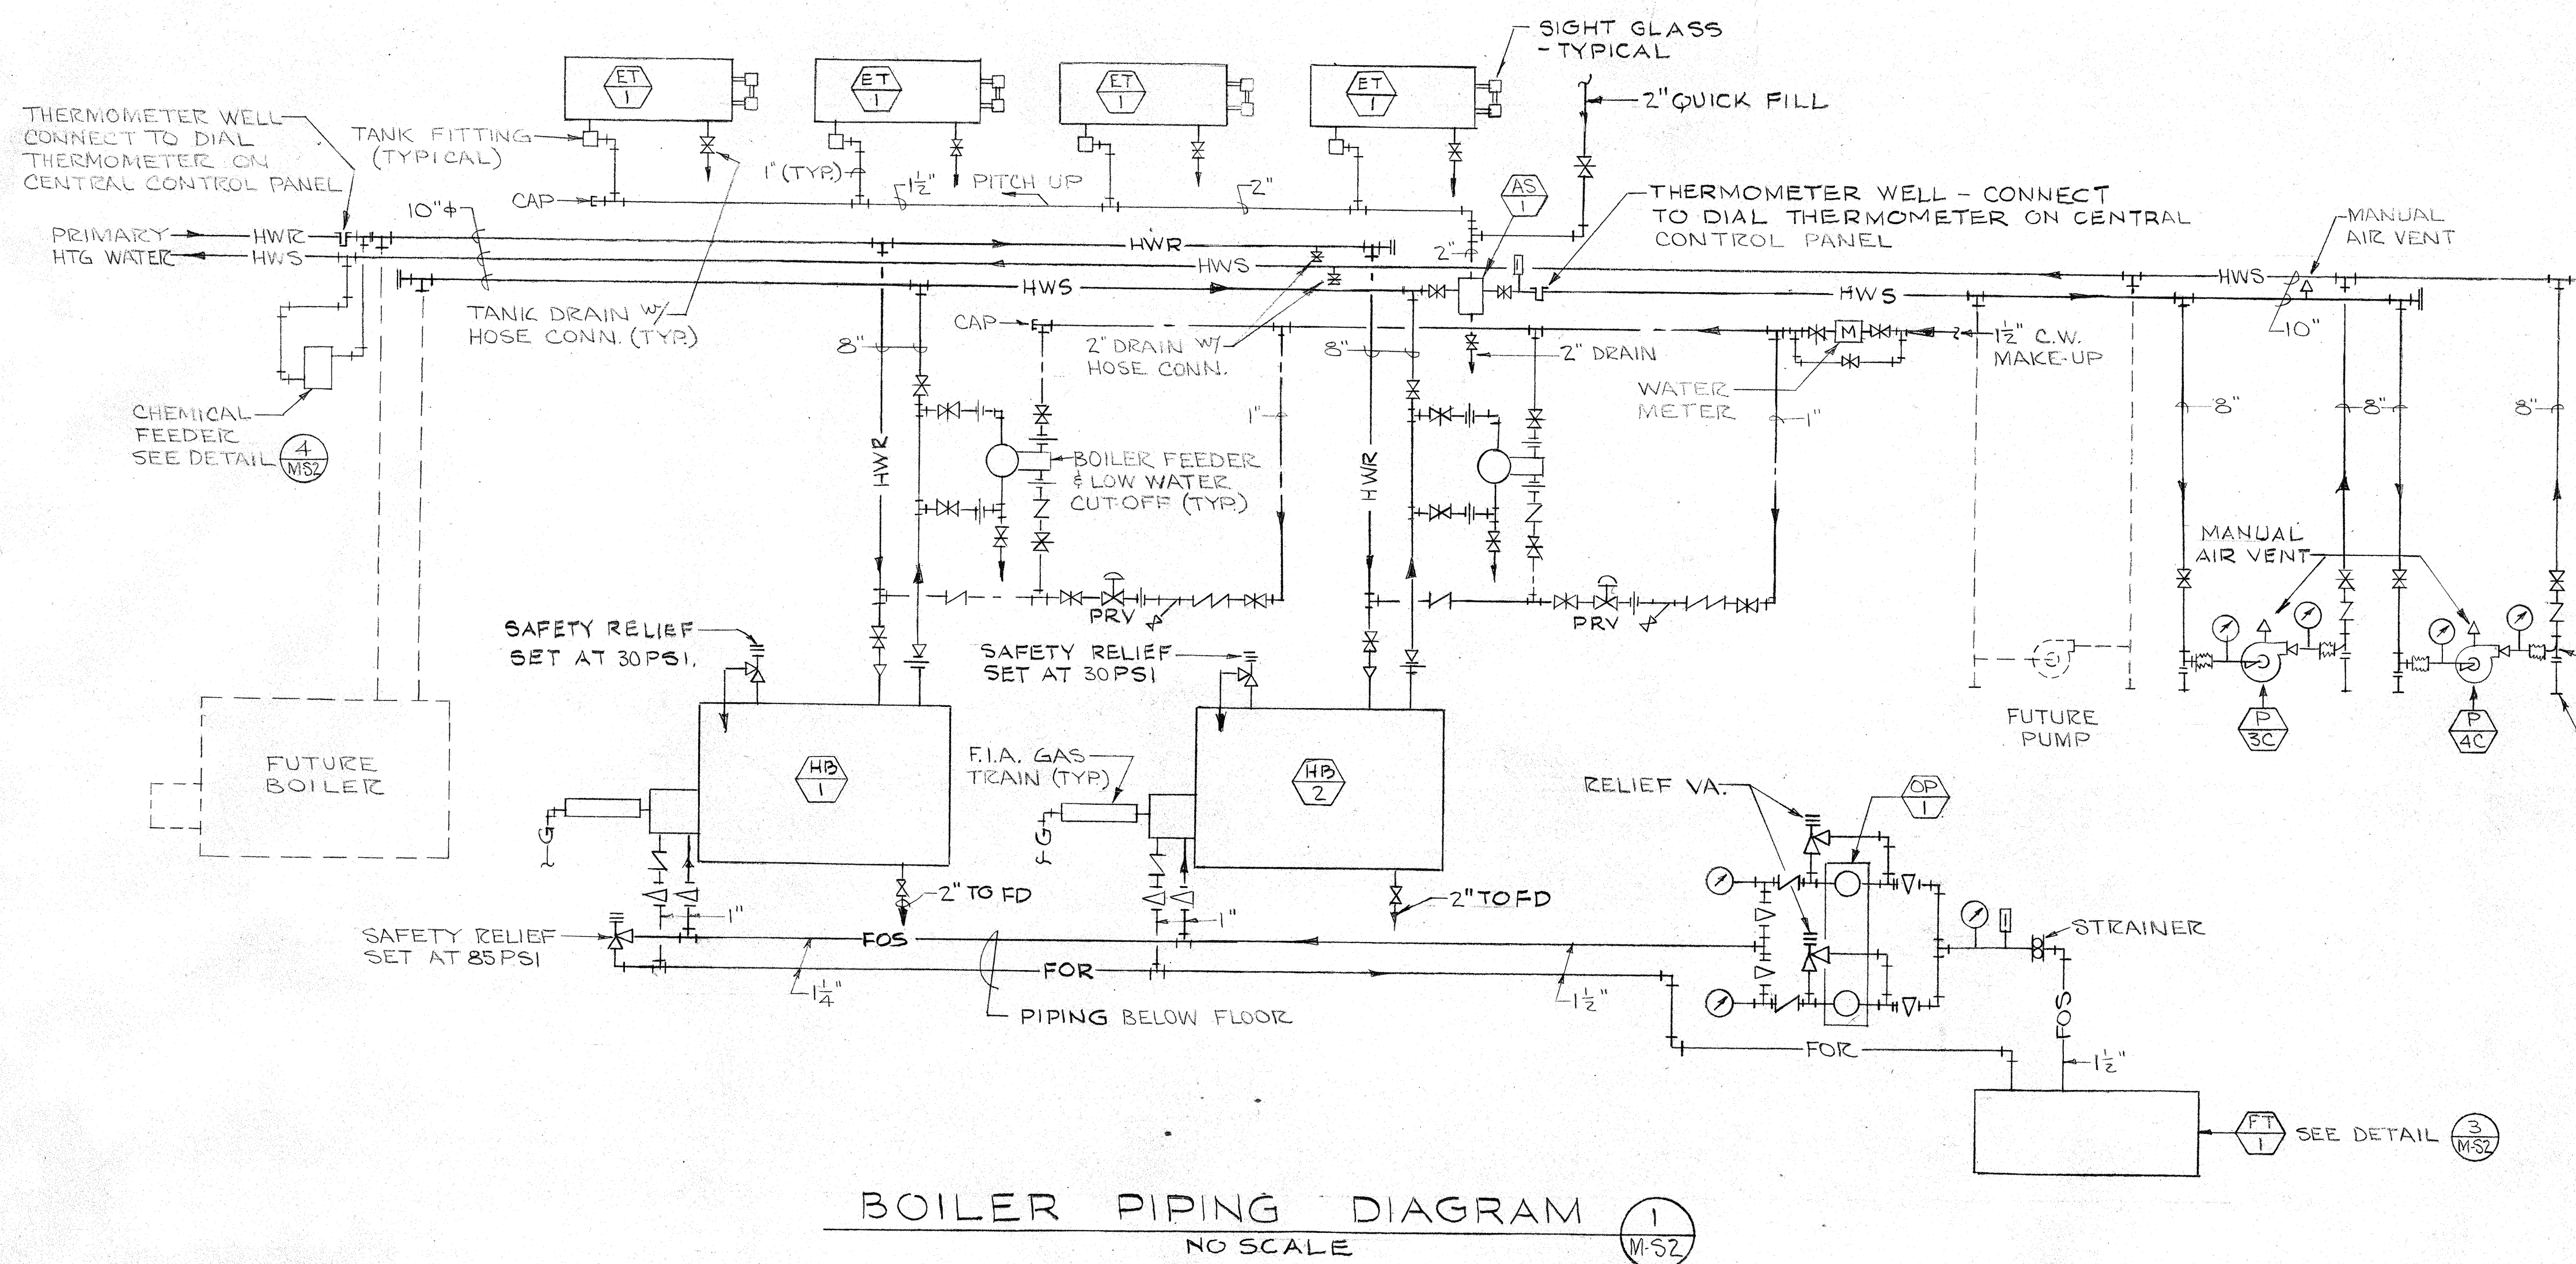 SIGHT GLASS
- TYPICAL
ET
1
ET
1
ET
1
ET
1
2" QUICK FILL
THERMOMETER WELL
CONNECT TO DIAL
THERMOMETER ON
CENTRAL CONTROL PANEL
TANK FITTING
(TYPICAL)
1" (TYP.)
1½"
PITCH UP
2"
AS
1
THERMOMETER WELL - CONNECT
TO DIAL THERMOMETER ON CENTRAL
CONTROL PANEL
MANUAL
AIR VENT
CAP
10"ϕ
PRIMARY
HTG WATER
HWR
HWS
HWR
HWS
HWS
2"
HWS
HWS
10"
TANK DRAIN W/
HOSE CONN. (TYP.)
CAP
8"
2" DRAIN W/
HOSE CONN.
8"
2" DRAIN
M
1½" C.W.
MAKE-UP
WATER
METER
CHEMICAL
FEEDER
SEE DETAIL
4
M-S2
HWR
1"
HWR
1"
8"
8"
8"
BOILER FEEDER
& LOW WATER
CUT-OFF (TYP.)
MANUAL
AIR VENT
PRV
PRV
SAFETY RELIEF
SET AT 30 PSI.
SAFETY RELIEF
SET AT 30 PSI
FUTURE
PUMP
P
3C
P
4C
FUTURE
BOILER
HB
1
F.I.A. GAS
TRAIN (TYP.)
HB
2
G
G
RELIEF VA.
OP
1
2" TO FD
2" TO FD
1"
1"
SAFETY RELIEF
SET AT 85 PSI
FOS
FOR
STRAINER
1¼"
1½"
PIPING BELOW FLOOR
FOS
FOR
1½"
FT
1
SEE DETAIL
3
M-S2
BOILER PIPING DIAGRAM
NO SCALE
1
M-S2